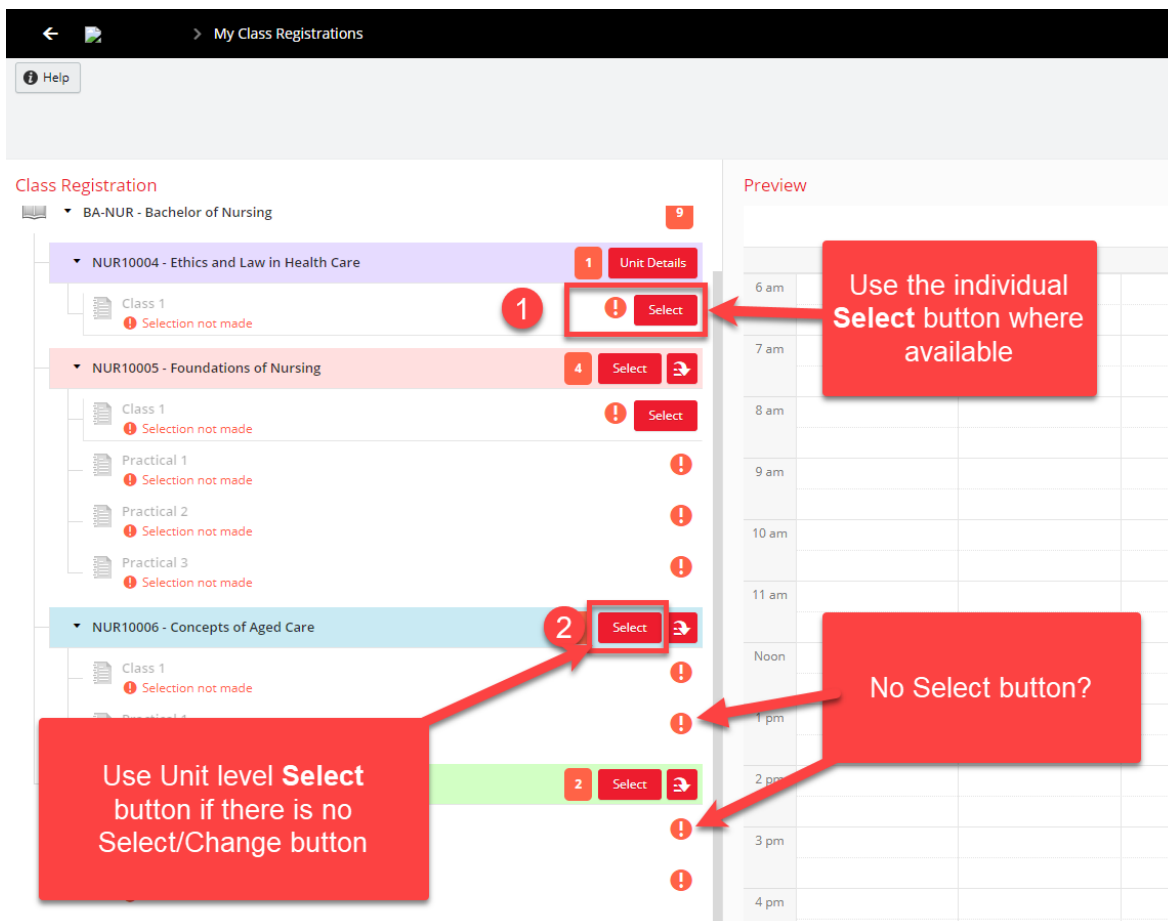 > My Class Registrations
Help
Class Registration
BA-NUR - Bachelor of Nursing
9
NUR10004 - Ethics and Law in Health Care
1
Unit Details
Class 1
Selection not made
1
Select
NUR10005 - Foundations of Nursing
4
Select
Class 1
Selection not made
Select
Practical 1
Selection not made
Practical 2
Selection not made
Practical 3
Selection not made
NUR10006 - Concepts of Aged Care
2
Select
Class 1
Selection not made
Practical 1
Use Unit level Select
button if there is no
Select/Change button
2
Select
Preview
6 am
7 am
8 am
9 am
10 am
11 am
Noon
1 pm
2 pm
3 pm
4 pm
Use the individual
Select button where
available
No Select button?